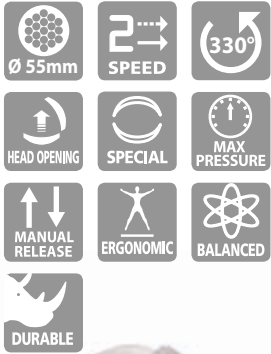 Ø 55mm
2
SPEED
330°
HEAD OPENING
SPECIAL
MAX
PRESSURE
MANUAL
RELEASE
ERGONOMIC
BALANCED
DURABLE